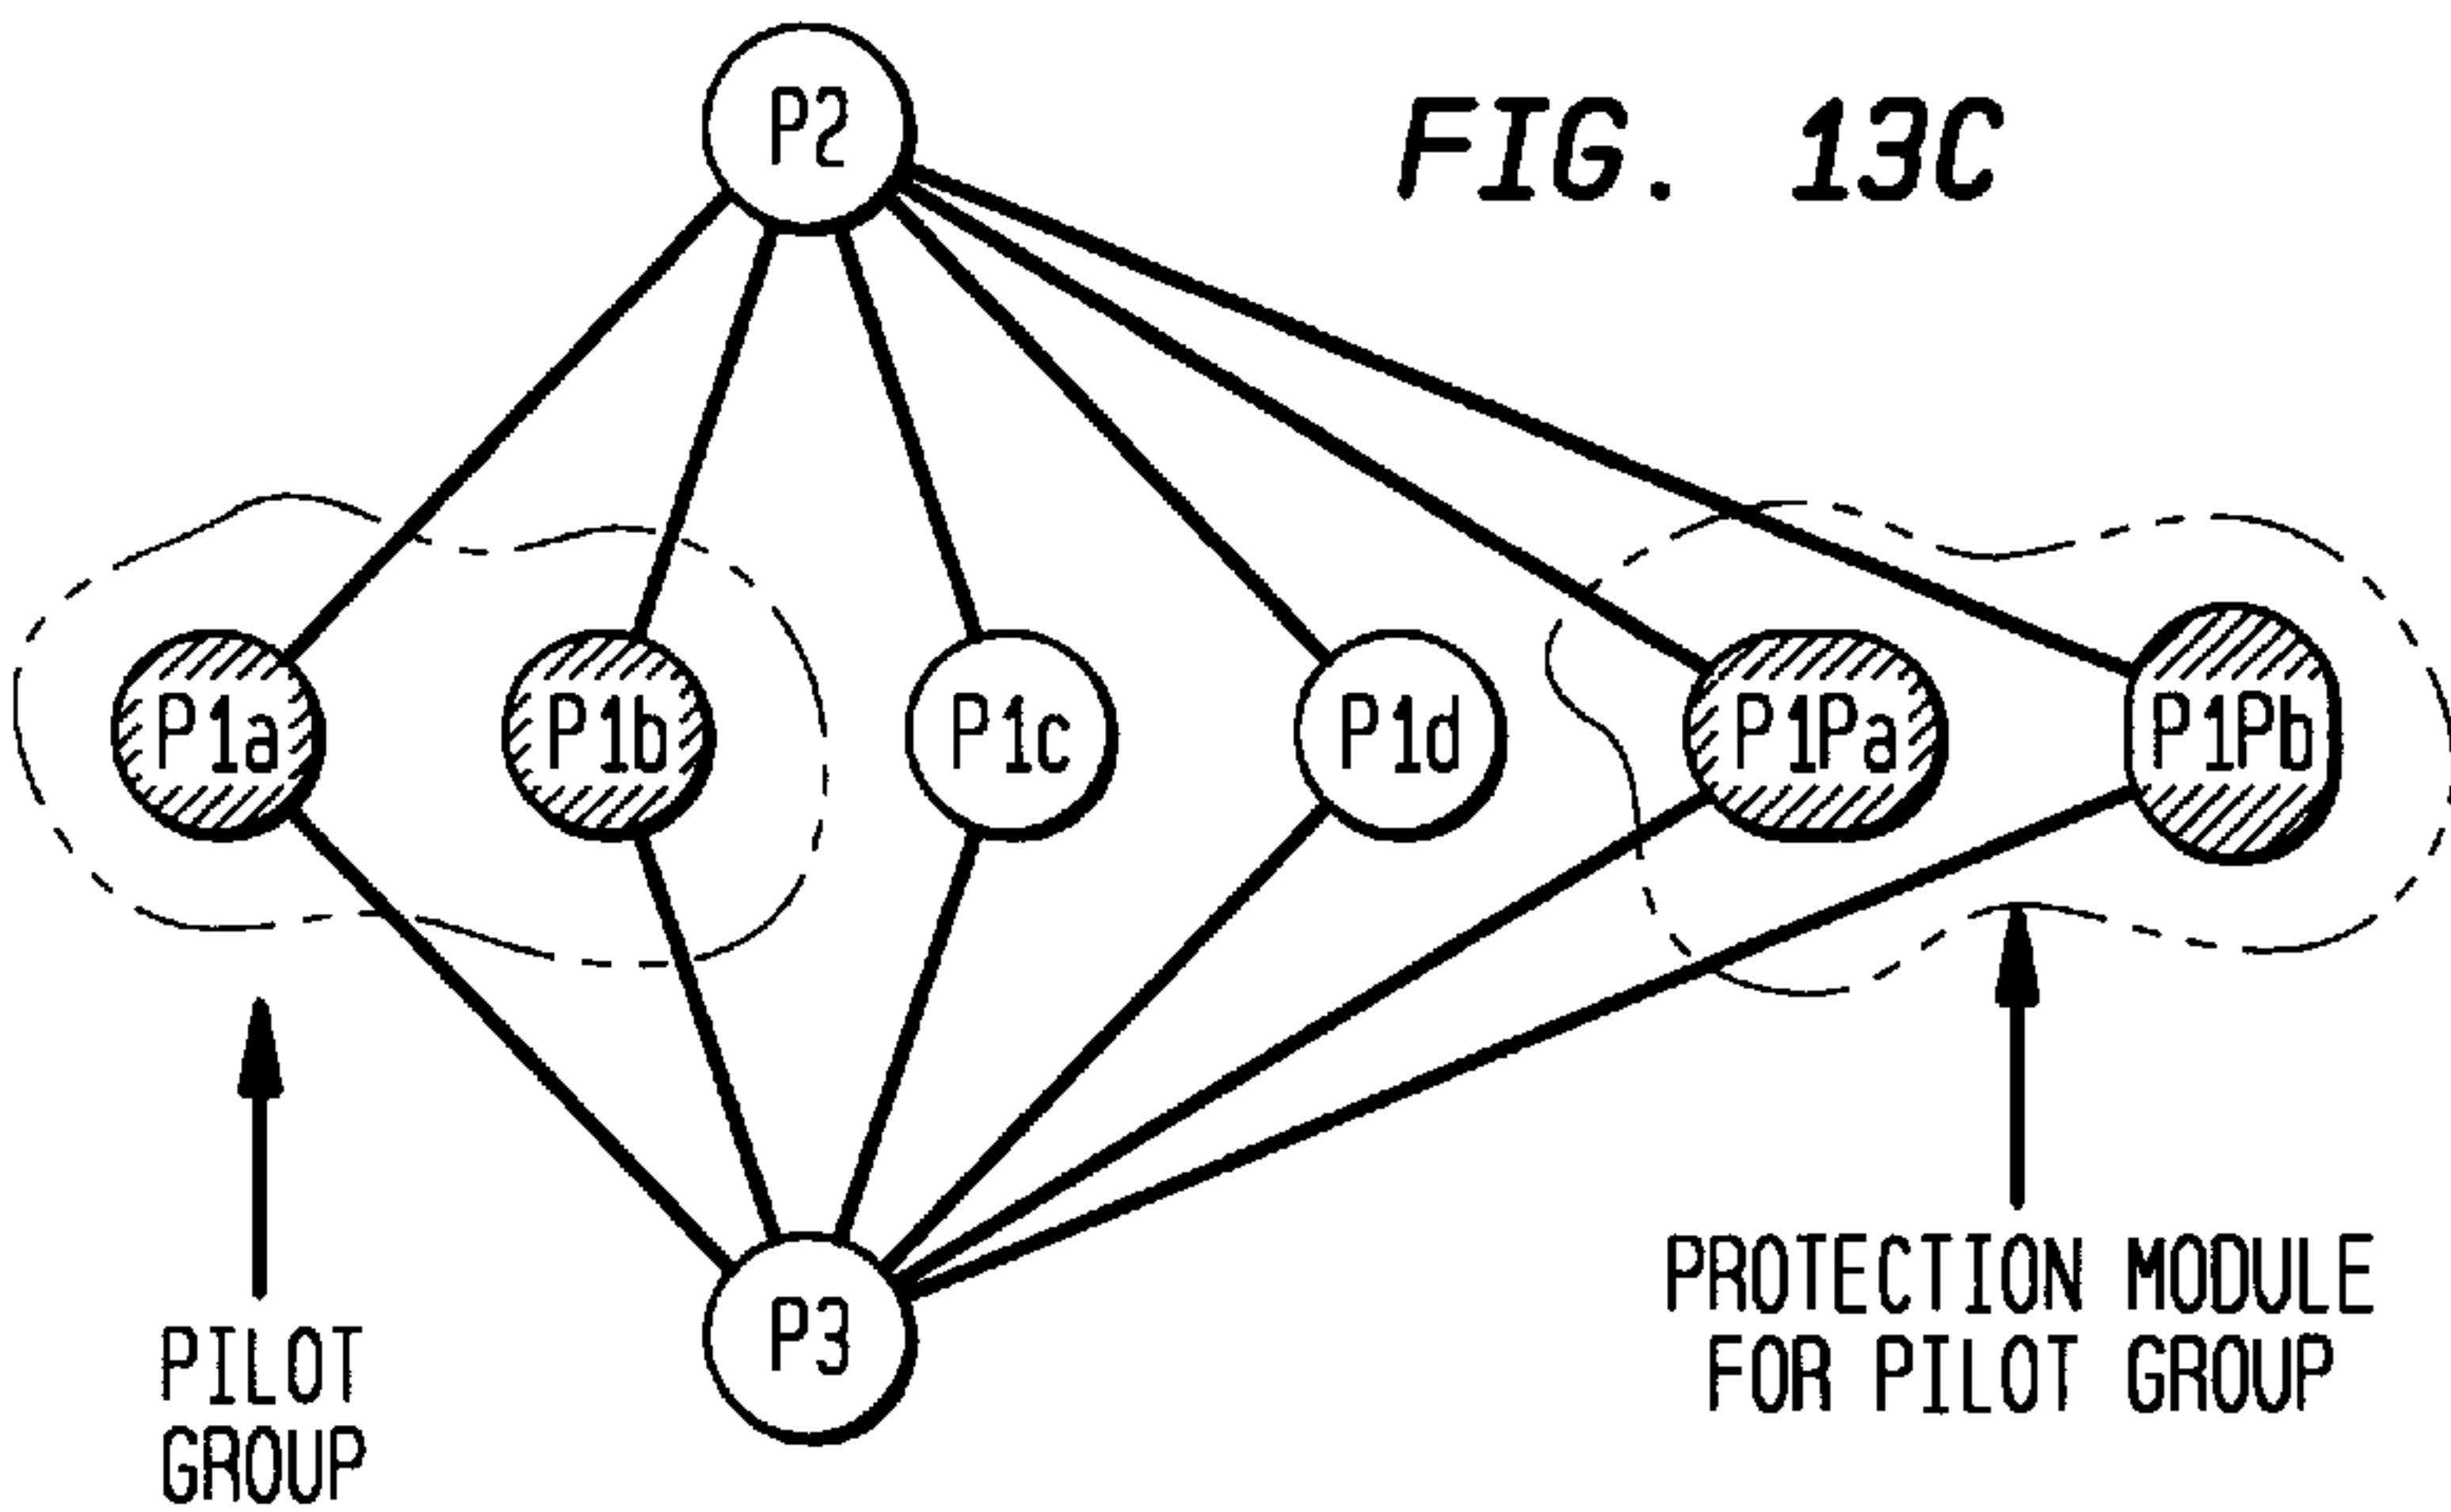 P2
FIG. 13C
P1a
P1b
P1c
P1d
P1Pa
P1Pb
P3
PILOT
GROUP
PROTECTION MODULE
FOR PILOT GROUP